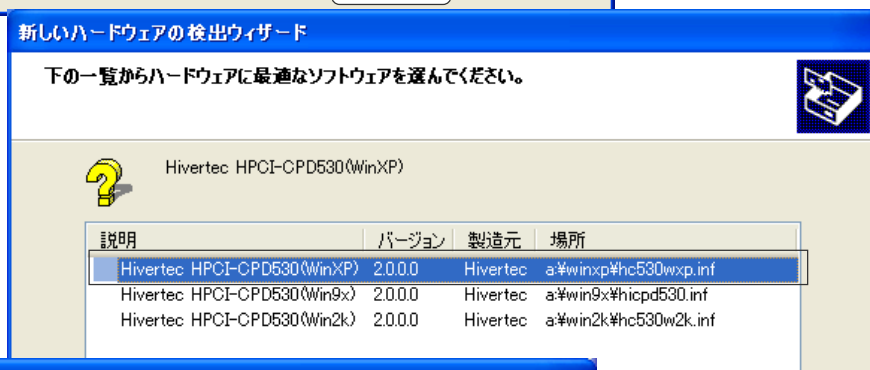 新しいハードウェアの検出ウィザード
下の一覧からハードウェアに最適なソフトウェアを選んでください。
Hivertec HPCI-CPD530(WinXP)
説明 バージョン 製造元 場所
Hivertec HPCI-CPD530(WinXP) 2.0.0.0 Hivertec a:¥winxp¥hc530wxp.inf
Hivertec HPCI-CPD530(Win9x) 2.0.0.0 Hivertec a:¥win9x¥hicpd530.inf
Hivertec HPCI-CPD530(Win2k) 2.0.0.0 Hivertec a:¥win2k¥hc530w2k.inf